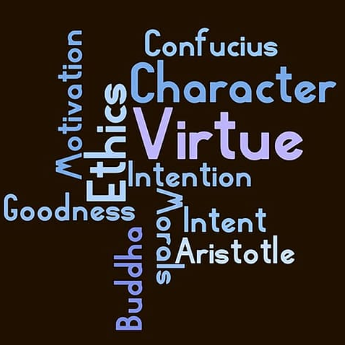 Confucius
Motivation
Character
Ethics
Virtue
Intention
Goodness
Morals
Intent
Aristotle
Buddha